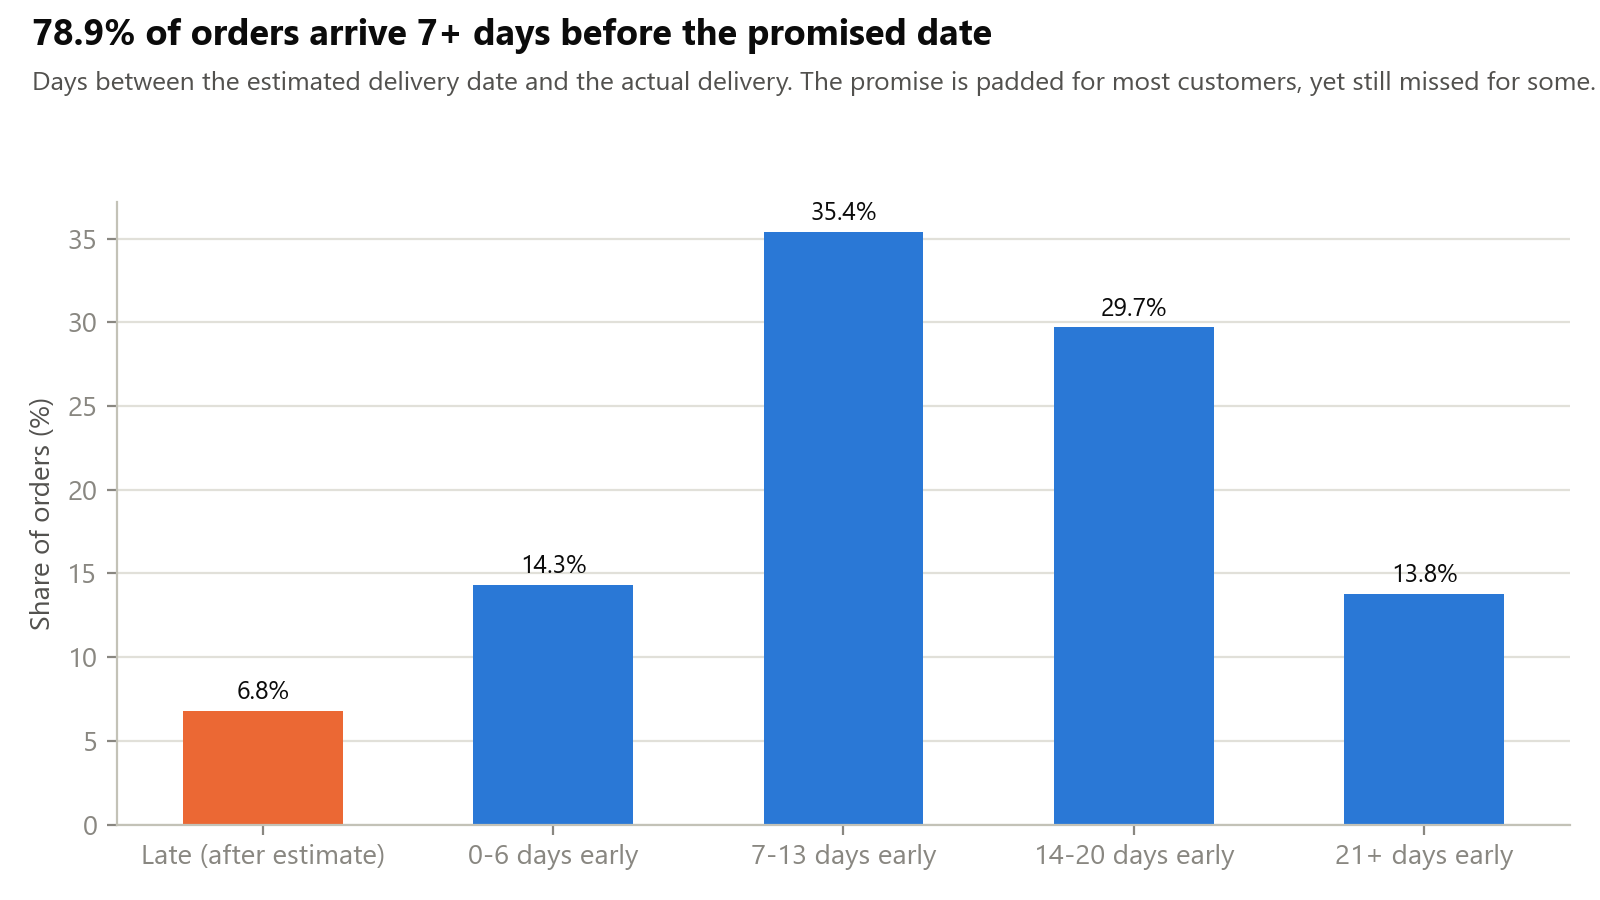 78.9% of orders arrive 7+ days before the promised date
Days between the estimated delivery date and the actual delivery. The promise is padded for most customers, yet still missed for some.
Share of orders (%)
35
30
25
20
15
10
5
0
6.8%
14.3%
35.4%
29.7%
13.8%
Late (after estimate)
0-6 days early
7-13 days early
14-20 days early
21+ days early